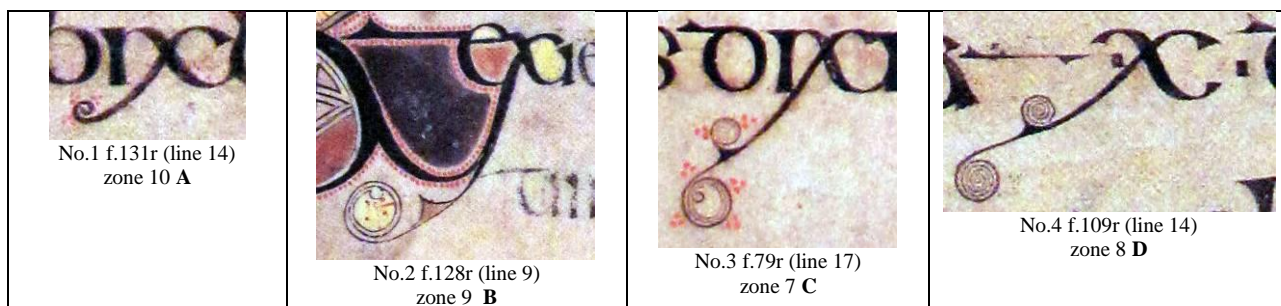 No.1 f.131r (line 14)
zone 10 A
No.2 f.128r (line 9)
zone 9 B
No.3 f.79r (line 17)
zone 7 C
No.4 f.109r (line 14)
zone 8 D